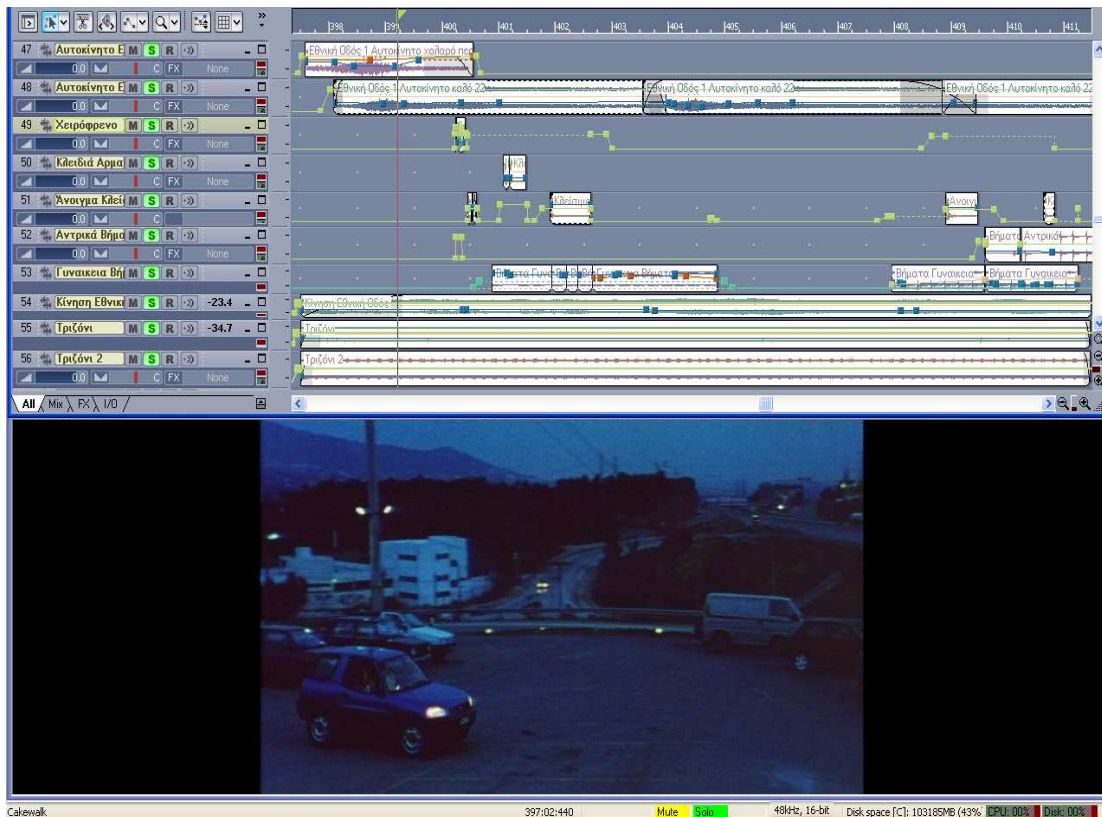 398 399 400 401 402 403 404 405 406 407 408 409 410 411
47 Αυτοκίνητο Ε M S R
Εθνική Οδός 1 Αυτοκίνητο χαλαρό
0.0 C FX None
48 Αυτοκίνητο Ε M S R
Εθνική Οδός 1 Αυτοκίνητο καλό 22 Εθνική Οδός 1 Αυτοκίνητο καλό 22 Εθνική Οδός 1 Αυτοκίνητο καλό 22
0.0 C FX None
49 Χειρόφρενο M S R
0.0 C FX None
50 Κλειδιά Αρμα M S R
0.0 C FX None
51 Άνοιγμα Κλεί M S R
Κλείσιμο Ανοιγ
0.0 C
52 Αντρικά Βήμα M S R
Βήματα Αντρικά
0.0 C FX None
53 Γυναικεια Βή M S R
Βήματα Γυνα Γυναικεια Βήματα Βήματα Γυναικεια Βήματα Γυναικεια
54 Κίνηση Εθνικ M S R -23.4
Κίνηση Εθνική Οδός
55 Τριζόνι M S R -34.7
Τριζόνι
56 Τριζόνι 2 M S R
Τριζόνι 2
0.0 C FX None
All Mix FX I/O
Cakewalk 397:02:440 Mute Solo 48kHz, 16-bit Disk space [C]: 103185MB (43% CPU: 00% Disk: 00%